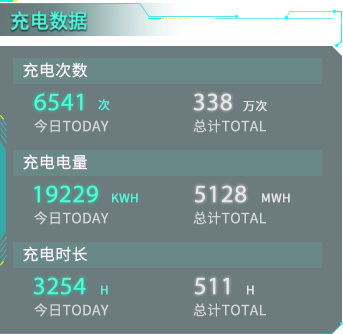 充电数据
充电次数
6541 次 338 万次
今日TODAY 总计TOTAL
充电电量
19229 KWH 5128 MWH
今日TODAY 总计TOTAL
充电时长
3254 H 511 H
今日TODAY 总计TOTAL